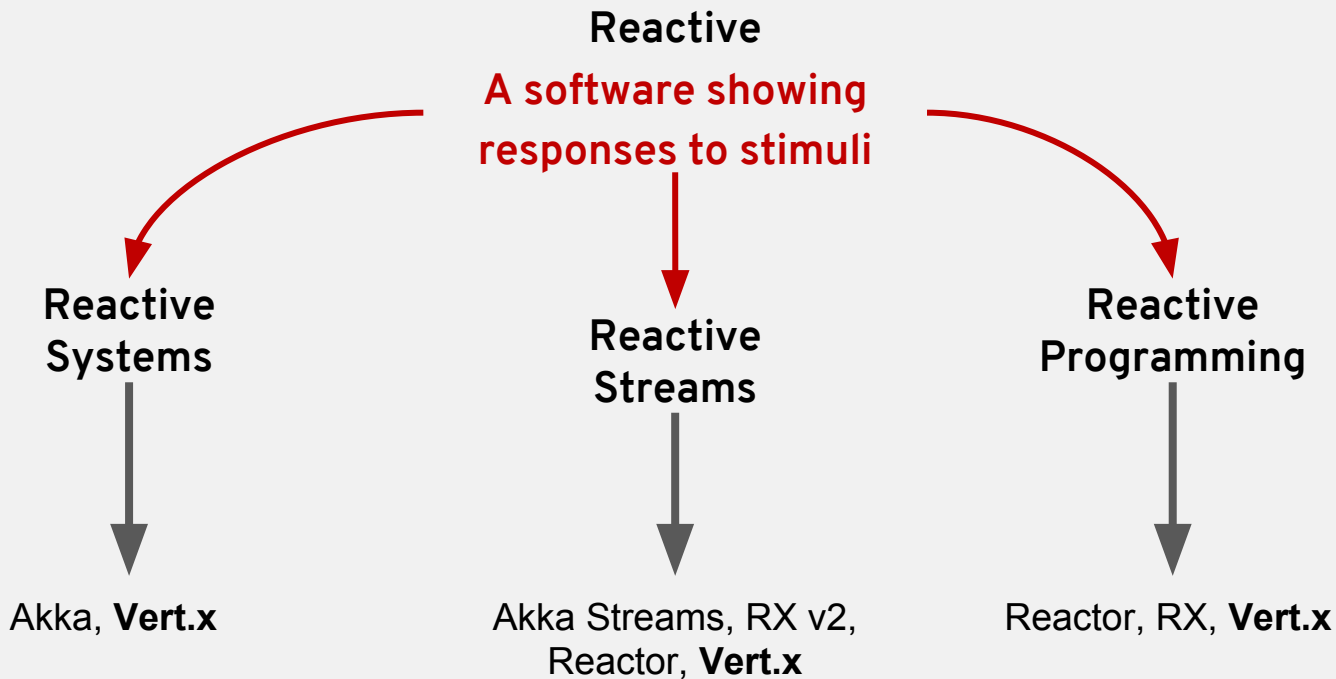 Reactive
A software showing
responses to stimuli
Reactive
Systems
Reactive
Streams
Reactive
Programming
Akka, Vert.x
Akka Streams, RX v2,
Reactor, Vert.x
Reactor, RX, Vert.x